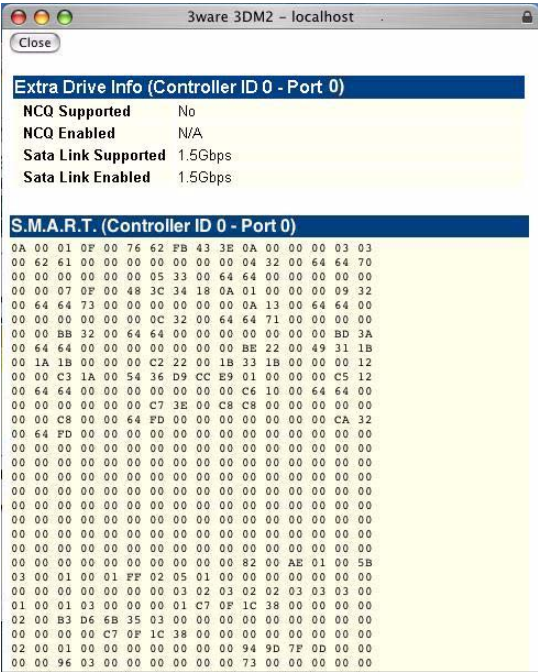 3ware 3DM2 – localhost
Close
Extra Drive Info (Controller ID 0 - Port 0)
NCQ Supported No
NCQ Enabled N/A
Sata Link Supported 1.5Gbps
Sata Link Enabled 1.5Gbps
S.M.A.R.T. (Controller ID 0 - Port 0)
0A 00 01 0F 00 76 62 FB 43 3E 0A 00 00 00 03 03
00 62 61 00 00 00 00 00 00 00 04 32 00 64 64 70
00 00 00 00 00 00 05 33 00 64 64 00 00 00 00 00
00 00 07 0F 00 48 3C 34 18 0A 01 00 00 00 09 32
00 64 64 73 00 00 00 00 00 00 0A 13 00 64 64 00
00 00 00 00 00 00 0C 32 00 64 64 71 00 00 00 00
00 00 BB 32 00 64 64 00 00 00 00 00 00 00 BD 3A
00 64 64 00 00 00 00 00 00 00 BE 22 00 49 31 1B
00 1A 1B 00 00 00 C2 22 00 1B 33 1B 00 00 00 12
00 00 C3 1A 00 54 36 D9 CC E9 01 00 00 00 C5 12
00 64 64 00 00 00 00 00 00 00 C6 10 00 64 64 00
00 00 00 00 00 00 C7 3E 00 C8 C8 00 00 00 00 00
00 00 C8 00 00 64 FD 00 00 00 00 00 00 00 CA 32
00 64 FD 00 00 00 00 00 00 00 00 00 00 00 00 00
00 00 00 00 00 00 00 00 00 00 00 00 00 00 00 00
00 00 00 00 00 00 00 00 00 00 00 00 00 00 00 00
00 00 00 00 00 00 00 00 00 00 00 00 00 00 00 00
00 00 00 00 00 00 00 00 00 00 00 00 00 00 00 00
00 00 00 00 00 00 00 00 00 00 00 00 00 00 00 00
00 00 00 00 00 00 00 00 00 00 00 00 00 00 00 00
00 00 00 00 00 00 00 00 00 00 00 00 00 00 00 00
00 00 00 00 00 00 00 00 00 00 82 00 AE 01 00 5B
03 00 01 00 01 FF 02 05 01 00 00 00 00 00 00 00
00 00 00 00 00 00 00 03 02 03 02 02 03 03 03 00
01 00 01 03 00 00 00 01 C7 0F 1C 38 00 00 00 00
02 00 B3 D6 6B 35 03 00 00 00 00 00 00 00 00 00
00 00 00 00 C7 0F 1C 38 00 00 00 00 00 00 00 00
02 00 01 00 00 00 00 00 00 00 94 9D 7F 0D 00 00
00 00 96 03 00 00 00 00 00 00 73 00 00 00 00 00